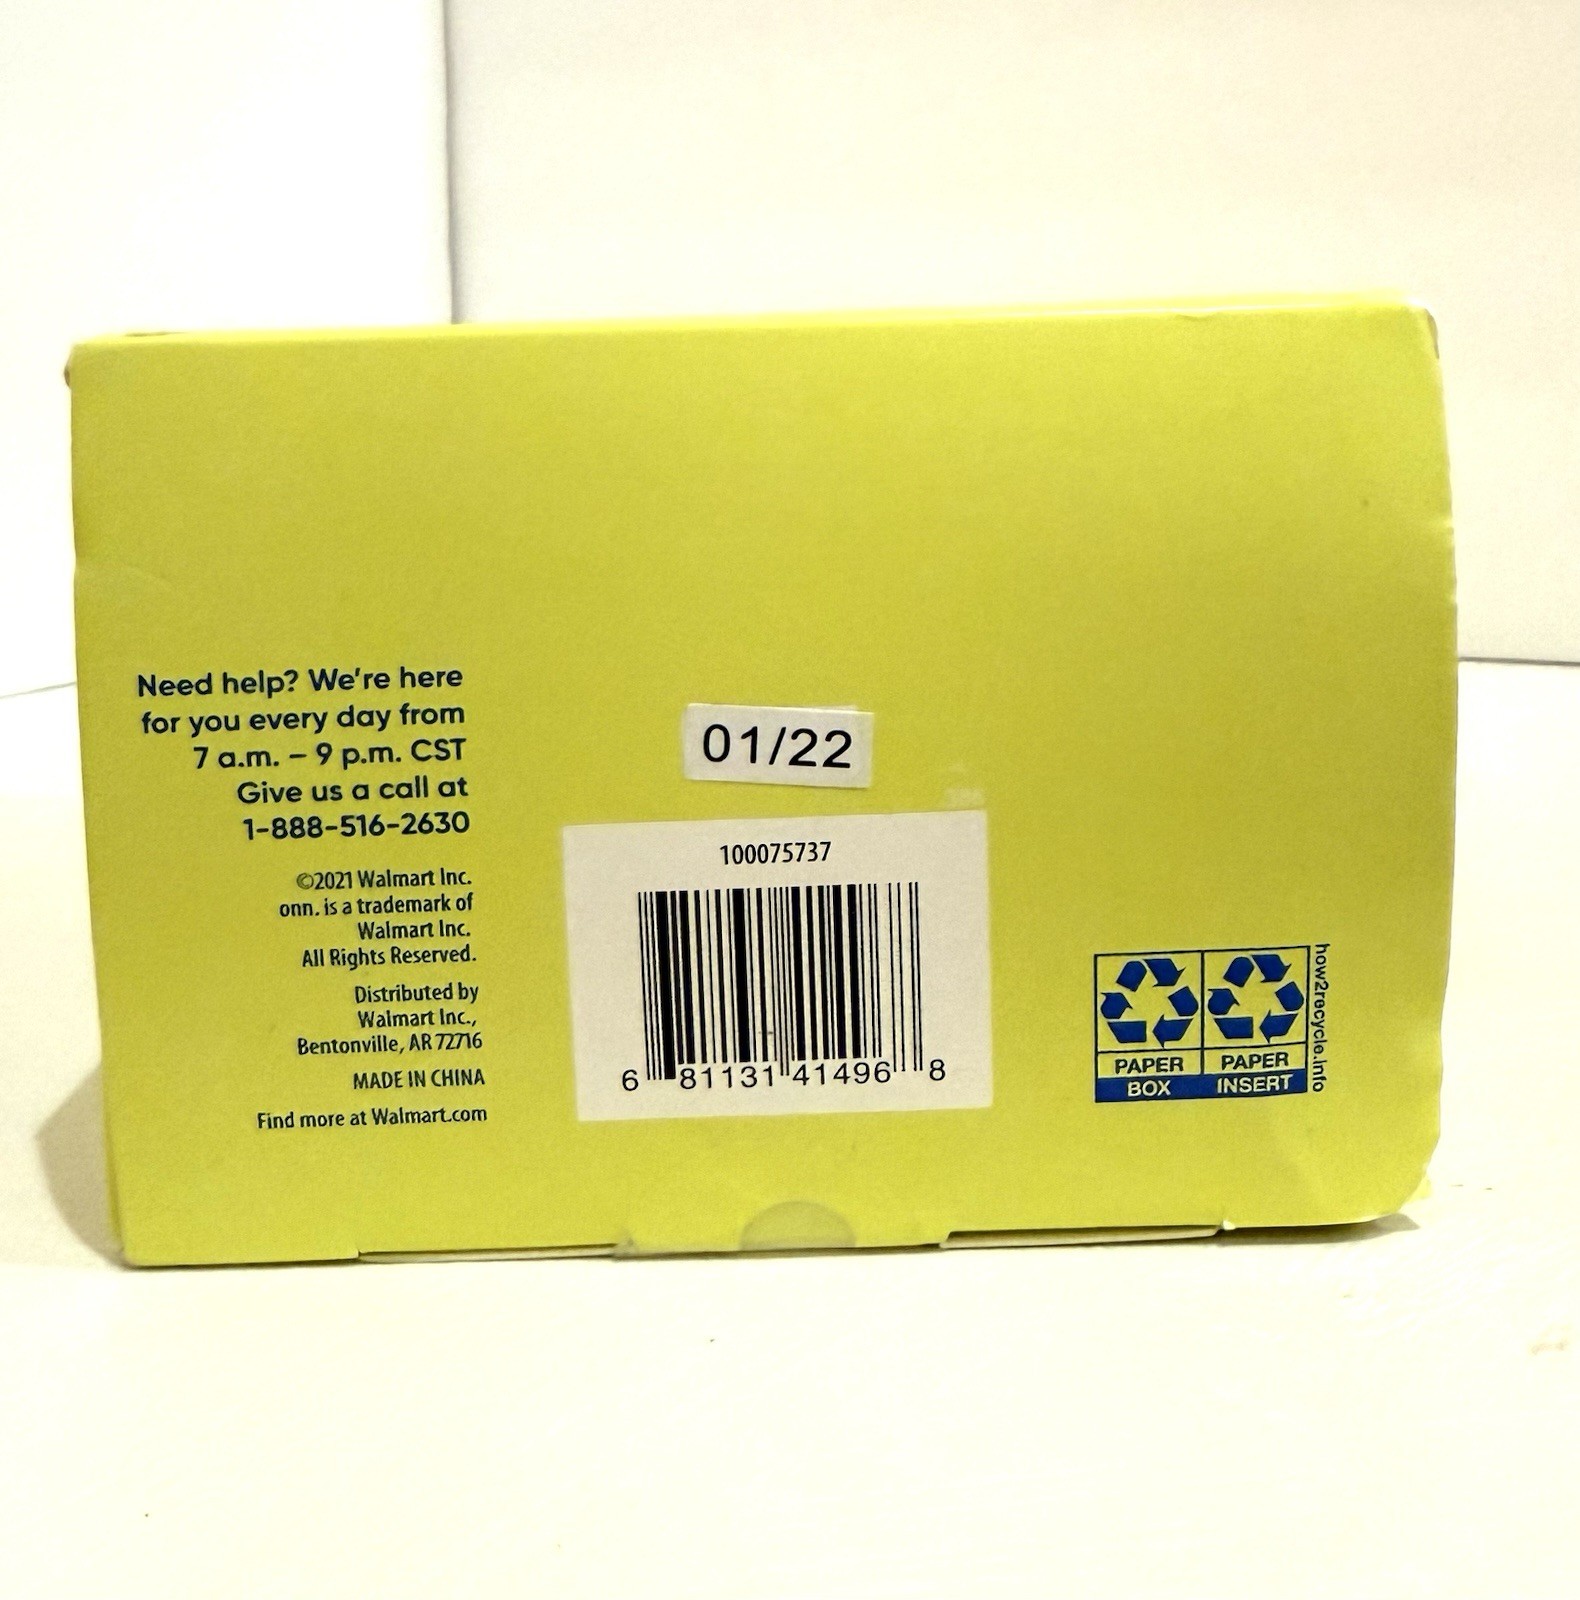 Need help? We're here
for you every day from
7 a.m. – 9 p.m. CST
Give us a call at
1-888-516-2630
©2021 Walmart Inc.
onn. is a trademark of
Walmart Inc.
All Rights Reserved.
Distributed by
Walmart Inc.,
Bentonville, AR 72716
MADE IN CHINA
Find more at Walmart.com
01/22
100075737
6 81131 41496 8
PAPER PAPER
BOX INSERT
how2recycle.info